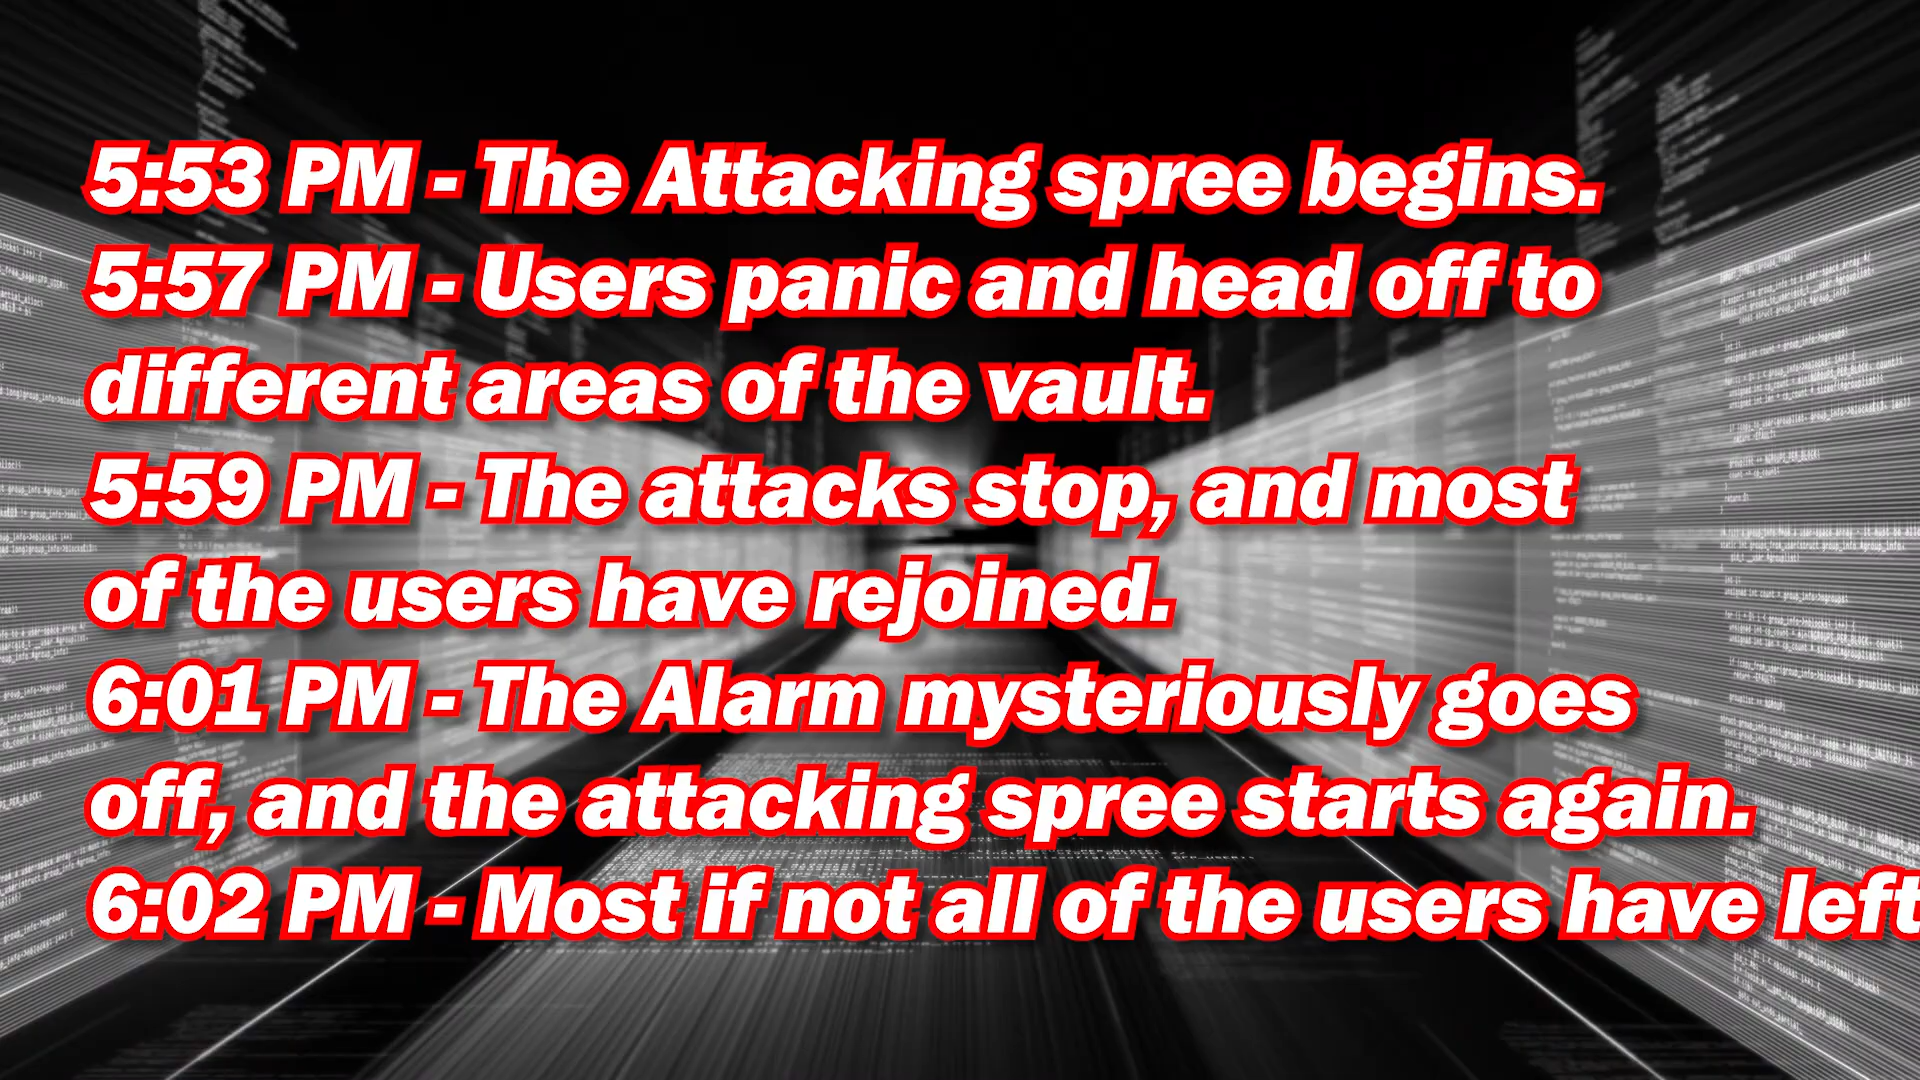 5:53 PM - The Attacking spree begins.
5:57 PM - Users panic and head off to
different areas of the vault.
5:59 PM - The attacks stop, and most
of the users have rejoined.
6:01 PM - The Alarm mysteriously goes
off, and the attacking spree starts again.
6:02 PM - Most if not all of the users have left